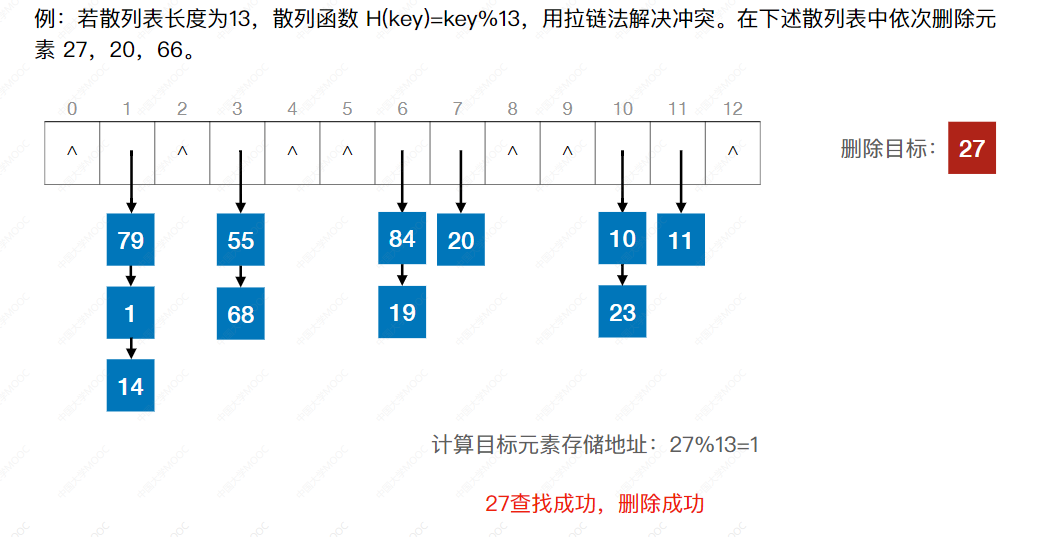 例：若散列表长度为13，散列函数 H(key)=key%13，用拉链法解决冲突。在下述散列表中依次删除元
素 27，20，66。
0 1 2 3 4 5 6 7 8 9 10 11 12
^ ^ ^ ^ ^ ^ ^
删除目标： 27
79 55 84 20 10 11
1 68 19 23
14
计算目标元素存储地址：27%13=1
27查找成功，删除成功